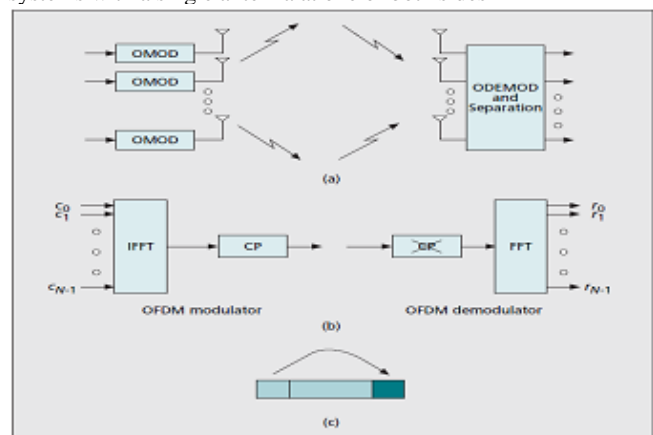 OMOD
OMOD
OMOD
ODEMOD
and
Separation
(a)
c0
c1
cN-1
IFFT
CP
CP
FFT
r0
r1
rN-1
OFDM modulator
OFDM demodulator
(b)
(c)